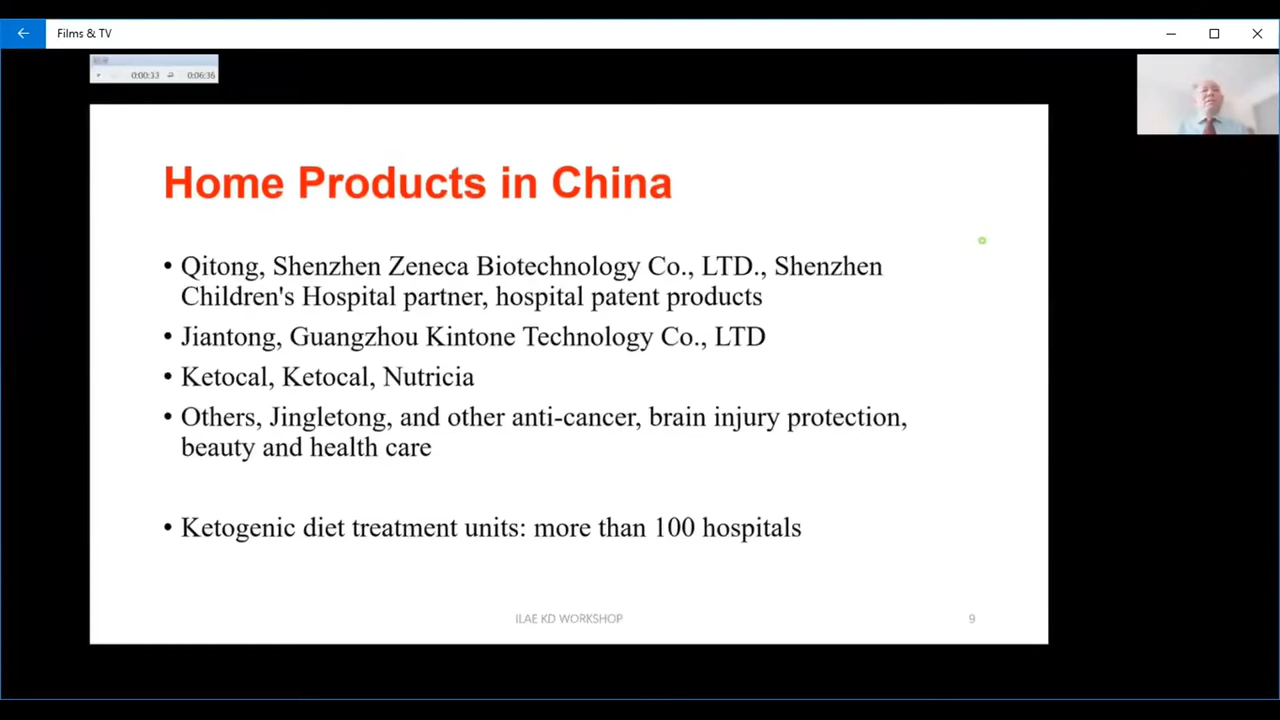 Films & TV
0:00:33 0:06:36
Home Products in China
• Qitong, Shenzhen Zeneca Biotechnology Co., LTD., Shenzhen
Children's Hospital partner, hospital patent products
• Jiantong, Guangzhou Kintone Technology Co., LTD
• Ketocal, Ketocal, Nutricia
• Others, Jingletong, and other anti-cancer, brain injury protection,
beauty and health care
• Ketogenic diet treatment units: more than 100 hospitals
ILAE KD WORKSHOP 9